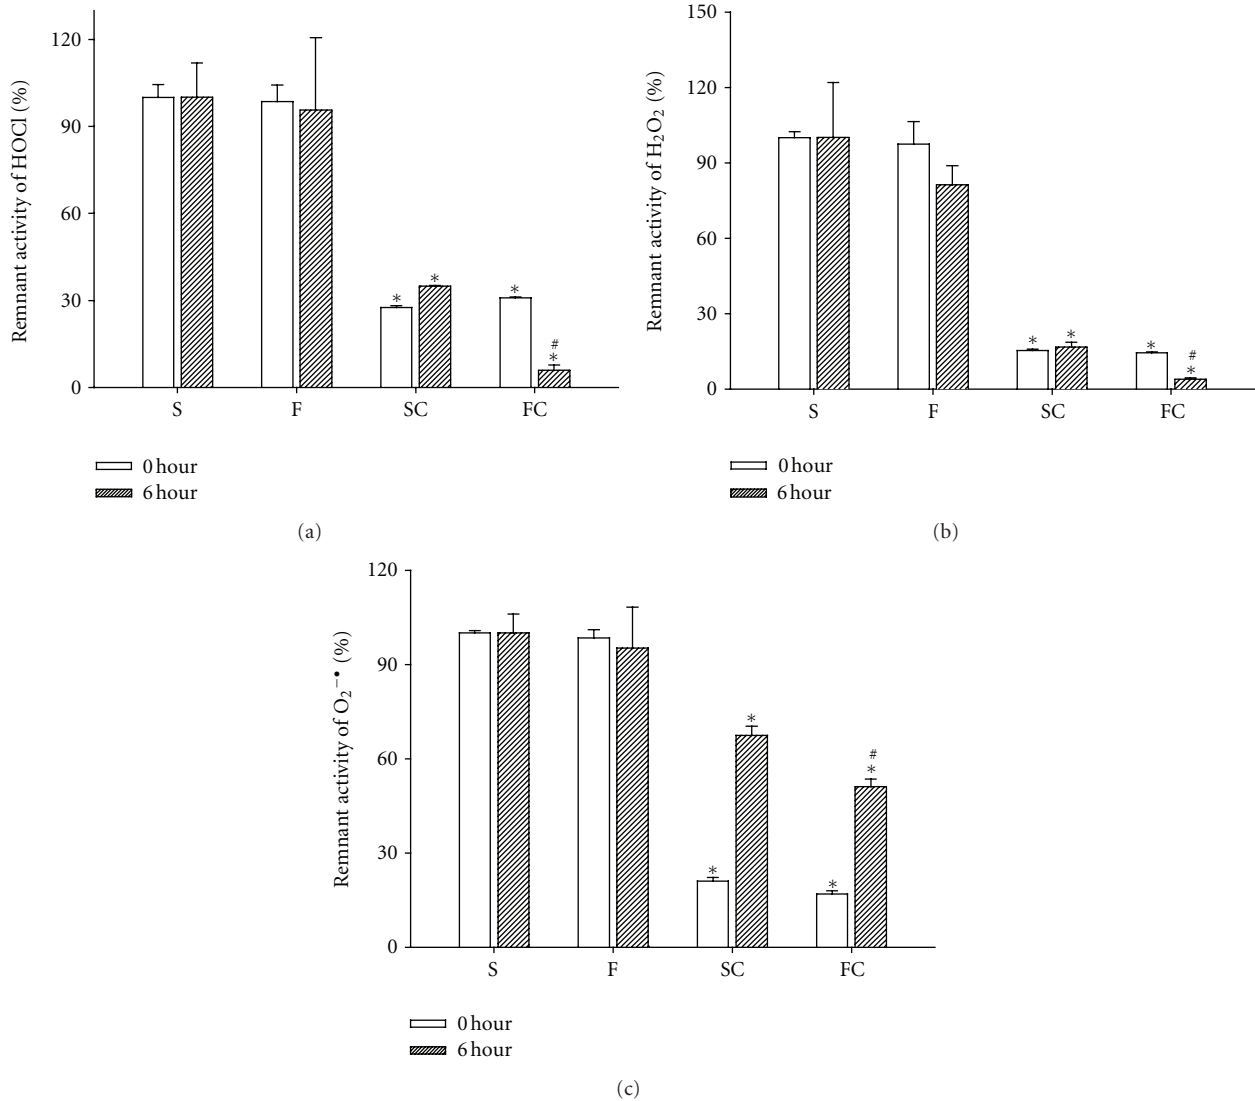 Remnant activity of HOCl (%)
120
90
60
30
0
*
*
*
#
*
S F SC FC
0 hour
6 hour
(a)
Remnant activity of H₂O₂ (%)
150
120
90
60
30
0
*
*
*
#
*
S F SC FC
0 hour
6 hour
(b)
Remnant activity of O₂⁻• (%)
120
90
60
30
0
*
*
*
#
*
S F SC FC
0 hour
6 hour
(c)